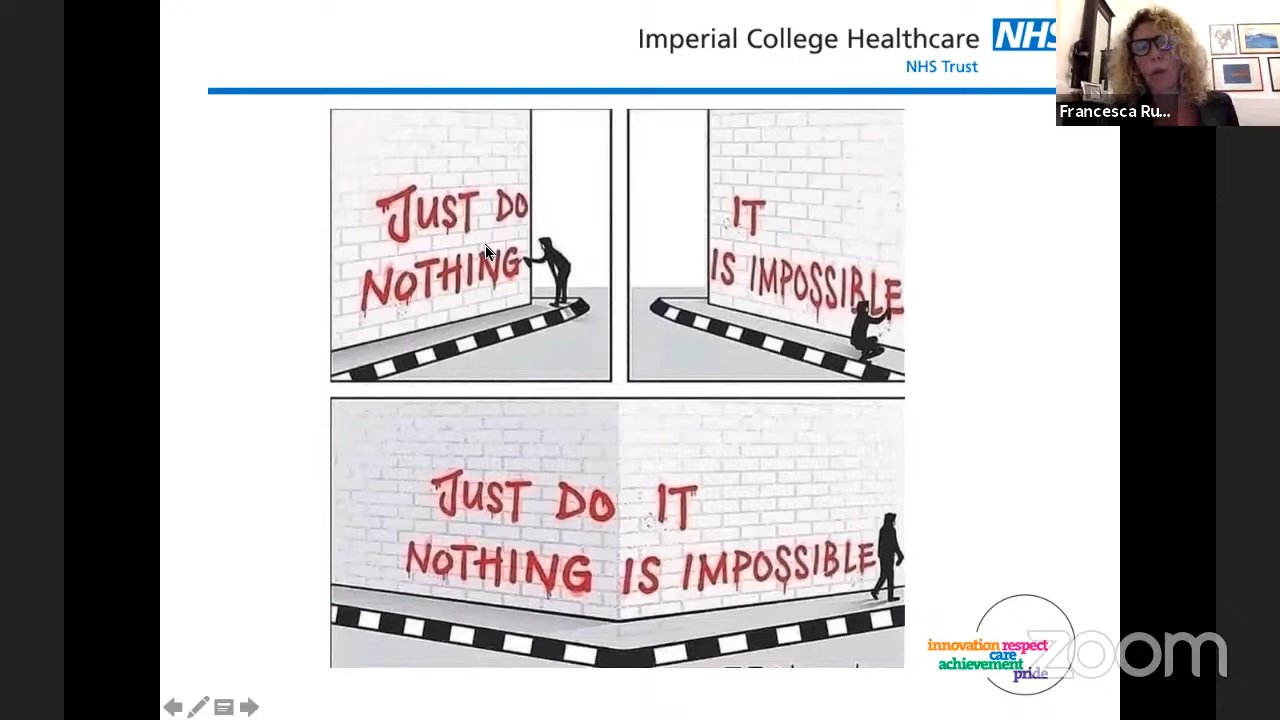 Imperial College Healthcare NHS
NHS Trust
Francesca Ru...
JUST DO
NOTHING
IT
IS IMPOSSIBLE
JUST DO IT
NOTHING IS IMPOSSIBLE
innovation respect
care
achievement
pride
zoom